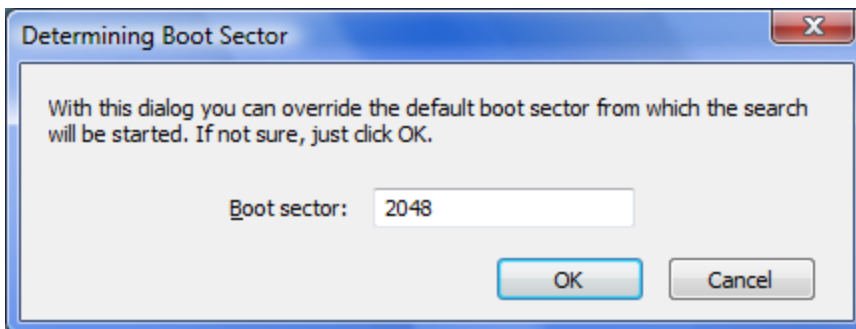 Determining Boot Sector
With this dialog you can override the default boot sector from which the search
will be started. If not sure, just click OK.
Boot sector: 2048
OK Cancel